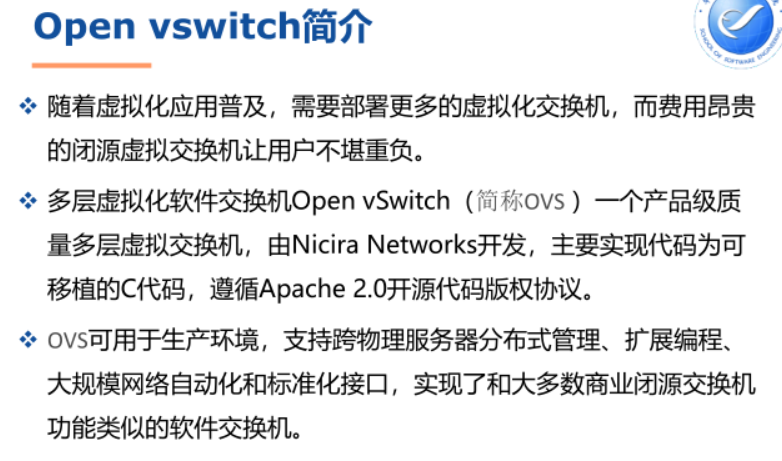 Open vswitch简介
❖ 随着虚拟化应用普及，需要部署更多的虚拟化交换机，而费用昂贵
的闭源虚拟交换机让用户不堪重负。
❖ 多层虚拟化软件交换机Open vSwitch（简称OVS ）一个产品级质
量多层虚拟交换机，由Nicira Networks开发，主要实现代码为可
移植的C代码，遵循Apache 2.0开源代码版权协议。
❖ OVS可用于生产环境，支持跨物理服务器分布式管理、扩展编程、
大规模网络自动化和标准化接口，实现了和大多数商业闭源交换机
功能类似的软件交换机。
SCHOOL OF SOFTWARE ENGINEERING